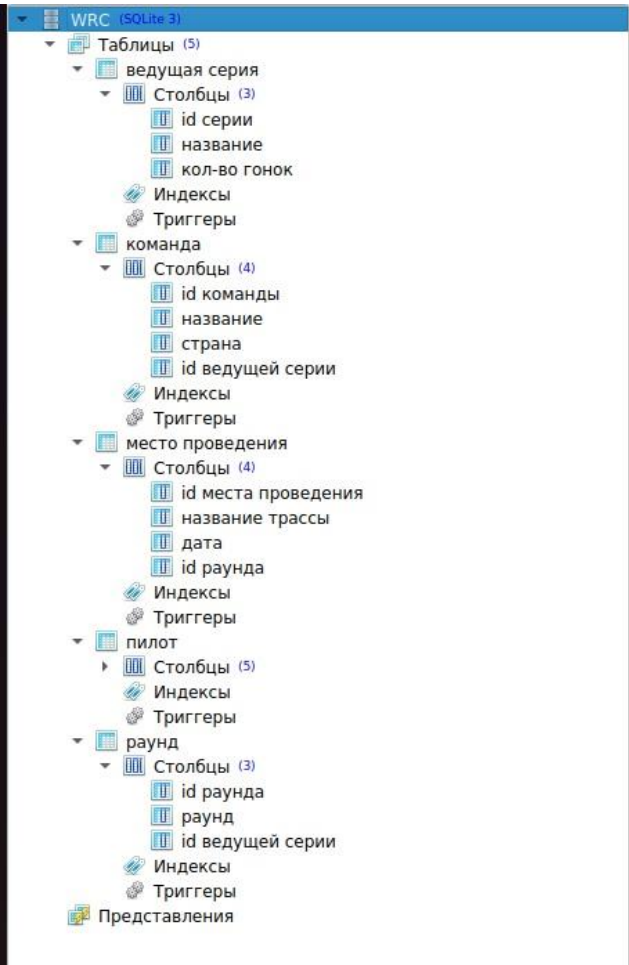 WRC (SQLite 3)
Таблицы (5)
ведущая серия
Столбцы (3)
id серии
название
кол-во гонок
Индексы
Триггеры
команда
Столбцы (4)
id команды
название
страна
id ведущей серии
Индексы
Триггеры
место проведения
Столбцы (4)
id места проведения
название трассы
дата
id раунда
Индексы
Триггеры
пилот
Столбцы (5)
Индексы
Триггеры
раунд
Столбцы (3)
id раунда
раунд
id ведущей серии
Индексы
Триггеры
Представления